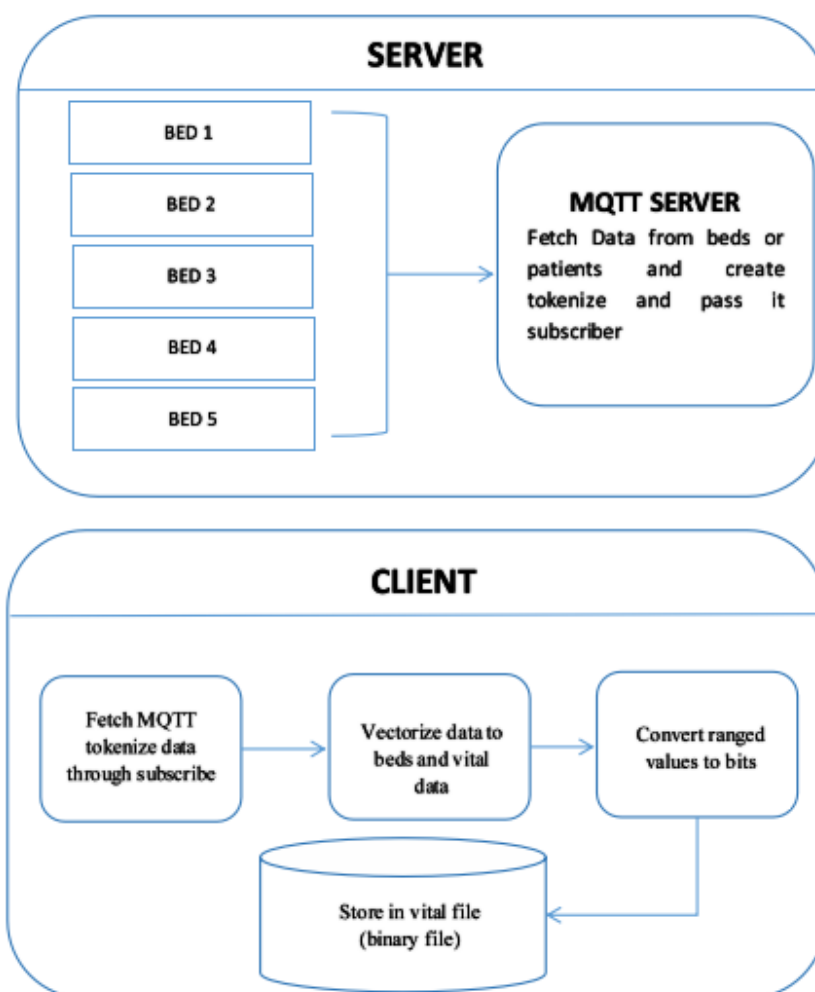 SERVER
BED 1
BED 2
BED 3
BED 4
BED 5
MQTT SERVER
Fetch Data from beds or
patients and create
tokenize and pass it
subscriber
CLIENT
Fetch MQTT
tokenize data
through subscribe
Vectorize data to
beds and vital
data
Convert ranged
values to bits
Store in vital file
(binary file)